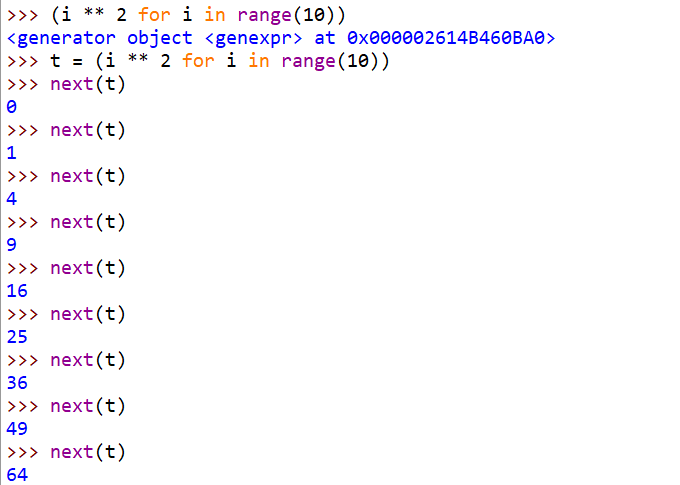 >>> (i ** 2 for i in range(10))
<generator object <genexpr> at 0x000002614B460BA0>
>>> t = (i ** 2 for i in range(10))
>>> next(t)
0
>>> next(t)
1
>>> next(t)
4
>>> next(t)
9
>>> next(t)
16
>>> next(t)
25
>>> next(t)
36
>>> next(t)
49
>>> next(t)
64